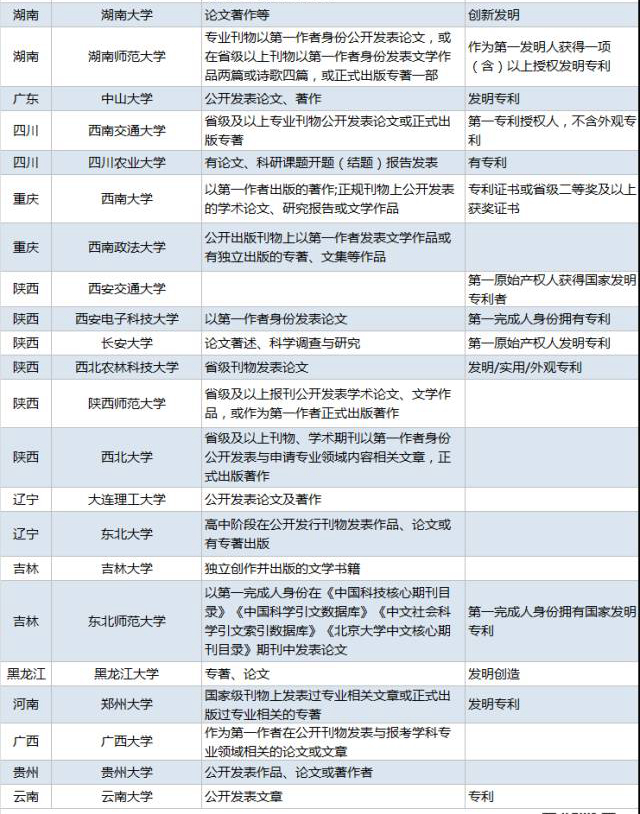 湖南 湖南大学 论文著作等 创新发明
湖南 湖南师范大学 专业刊物以第一作者身份公开发表论文，或
在省级以上刊物以第一作者身份发表文学作
品两篇或诗歌四篇，或正式出版专著一部
作为第一发明人获得一项
（含）以上授权发明专利
广东 中山大学 公开发表论文、著作 发明专利
四川 西南交通大学 省级及以上专业刊物公开发表论文或正式出
版专著
第一专利授权人，不含外观专
利
四川 四川农业大学 有论文、科研课题开题（结题）报告发表 有专利
重庆 西南大学 以第一作者出版的著作;正规刊物上公开发表
的学术论文、研究报告或文学作品
专利证书或省级二等奖及以上
获奖证书
重庆 西南政法大学 公开出版刊物上以第一作者发表文学作品或
有独立出版的专著、文集等作品
陕西 西安交通大学 第一原始产权人获得国家发明
专利者
陕西 西安电子科技大学 以第一作者身份发表论文 第一完成人身份拥有专利
陕西 长安大学 论文著述、科学调查与研究 第一原始产权人发明专利
陕西 西北农林科技大学 省级刊物发表论文 发明/实用/外观专利
陕西 陕西师范大学 省级及以上报刊公开发表学术论文、文学作
品，或作为第一作者正式出版著作
陕西 西北大学 省级及以上刊物、学术期刊以第一作者身份
公开发表与申请专业领域内容相关文章，正
式出版著作
辽宁 大连理工大学 公开发表论文及著作
辽宁 东北大学 高中阶段在公开发行刊物发表作品、论文或
有专著出版
吉林 吉林大学 独立创作并出版的文学书籍
吉林 东北师范大学 以第一完成人身份在《中国科技核心期刊目
录》《中国科学引文数据库》《中文社会科
学引文索引数据库》《北京大学中文核心期
刊目录》期刊中发表论文
第一完成人身份拥有国家发明
专利
黑龙江 黑龙江大学 专著、论文 发明创造
河南 郑州大学 国家级刊物上发表过专业相关文章或正式出
版过专业相关的专著
发明专利
广西 广西大学 作为第一作者在公开刊物发表与报考学科专
业领域相关的论文或文章
贵州 贵州大学 公开发表作品、论文或著作者
云南 云南大学 公开发表文章 专利